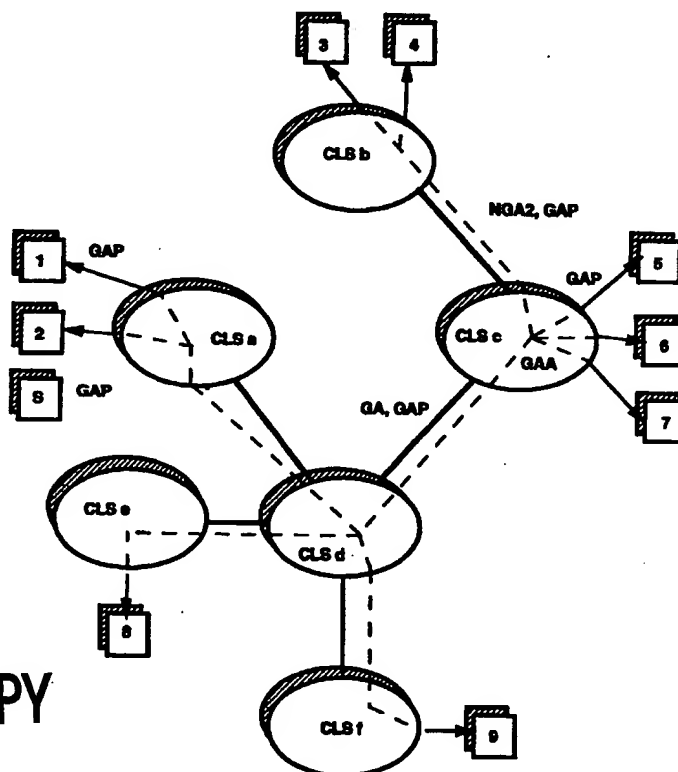 3
4
CLS b
NGA2, GAP
GAP
1
GAP
5
2
CLS a
CLS c
6
GAA
S
GAP
GA, GAP
7
CLS e
CLS d
8
PY
CLS f
9